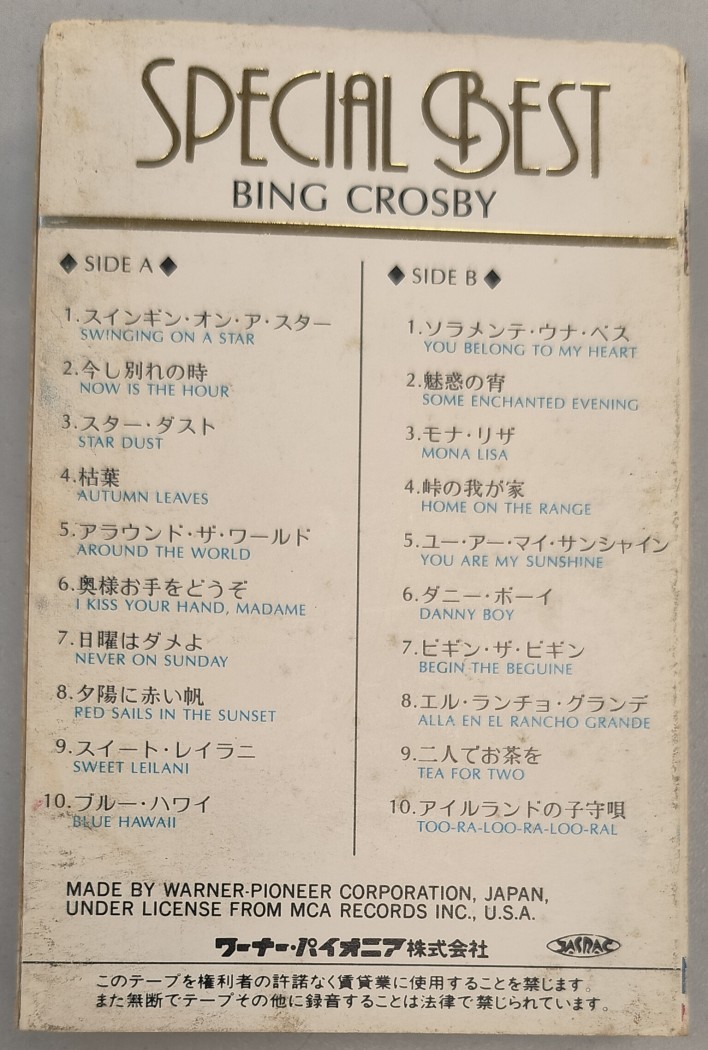 SPECIAL BEST
BING CROSBY
◆ SIDE A ◆
1.スインギン・オン・ア・スター
SWINGING ON A STAR
2.今し別れの時
NOW IS THE HOUR
3.スター・ダスト
STAR DUST
4.枯葉
AUTUMN LEAVES
5.アラウンド・ザ・ワールド
AROUND THE WORLD
6.奥様お手をどうぞ
I KISS YOUR HAND, MADAME
7.日曜はダメよ
NEVER ON SUNDAY
8.夕陽に赤い帆
RED SAILS IN THE SUNSET
9.スイート・レイラニ
SWEET LEILANI
10.ブルー・ハワイ
BLUE HAWAII
◆ SIDE B ◆
1.ソラメンテ・ウナ・ベス
YOU BELONG TO MY HEART
2.魅惑の宵
SOME ENCHANTED EVENING
3.モナ・リザ
MONA LISA
4.峠の我が家
HOME ON THE RANGE
5.ユー・アー・マイ・サンシャイン
YOU ARE MY SUNSHINE
6.ダニー・ボーイ
DANNY BOY
7.ビギン・ザ・ビギン
BEGIN THE BEGUINE
8.エル・ランチョ・グランデ
ALLA EN EL RANCHO GRANDE
9.二人でお茶を
TEA FOR TWO
10.アイルランドの子守唄
TOO-RA-LOO-RA-LOO-RAL
MADE BY WARNER-PIONEER CORPORATION, JAPAN,
UNDER LICENSE FROM MCA RECORDS INC., U.S.A.
ワーナー・パイオニア株式会社 JASRAC
このテープを権利者の許諾なく賃貸業に使用することを禁じます。
また無断でテープその他に録音することは法律で禁じられています。